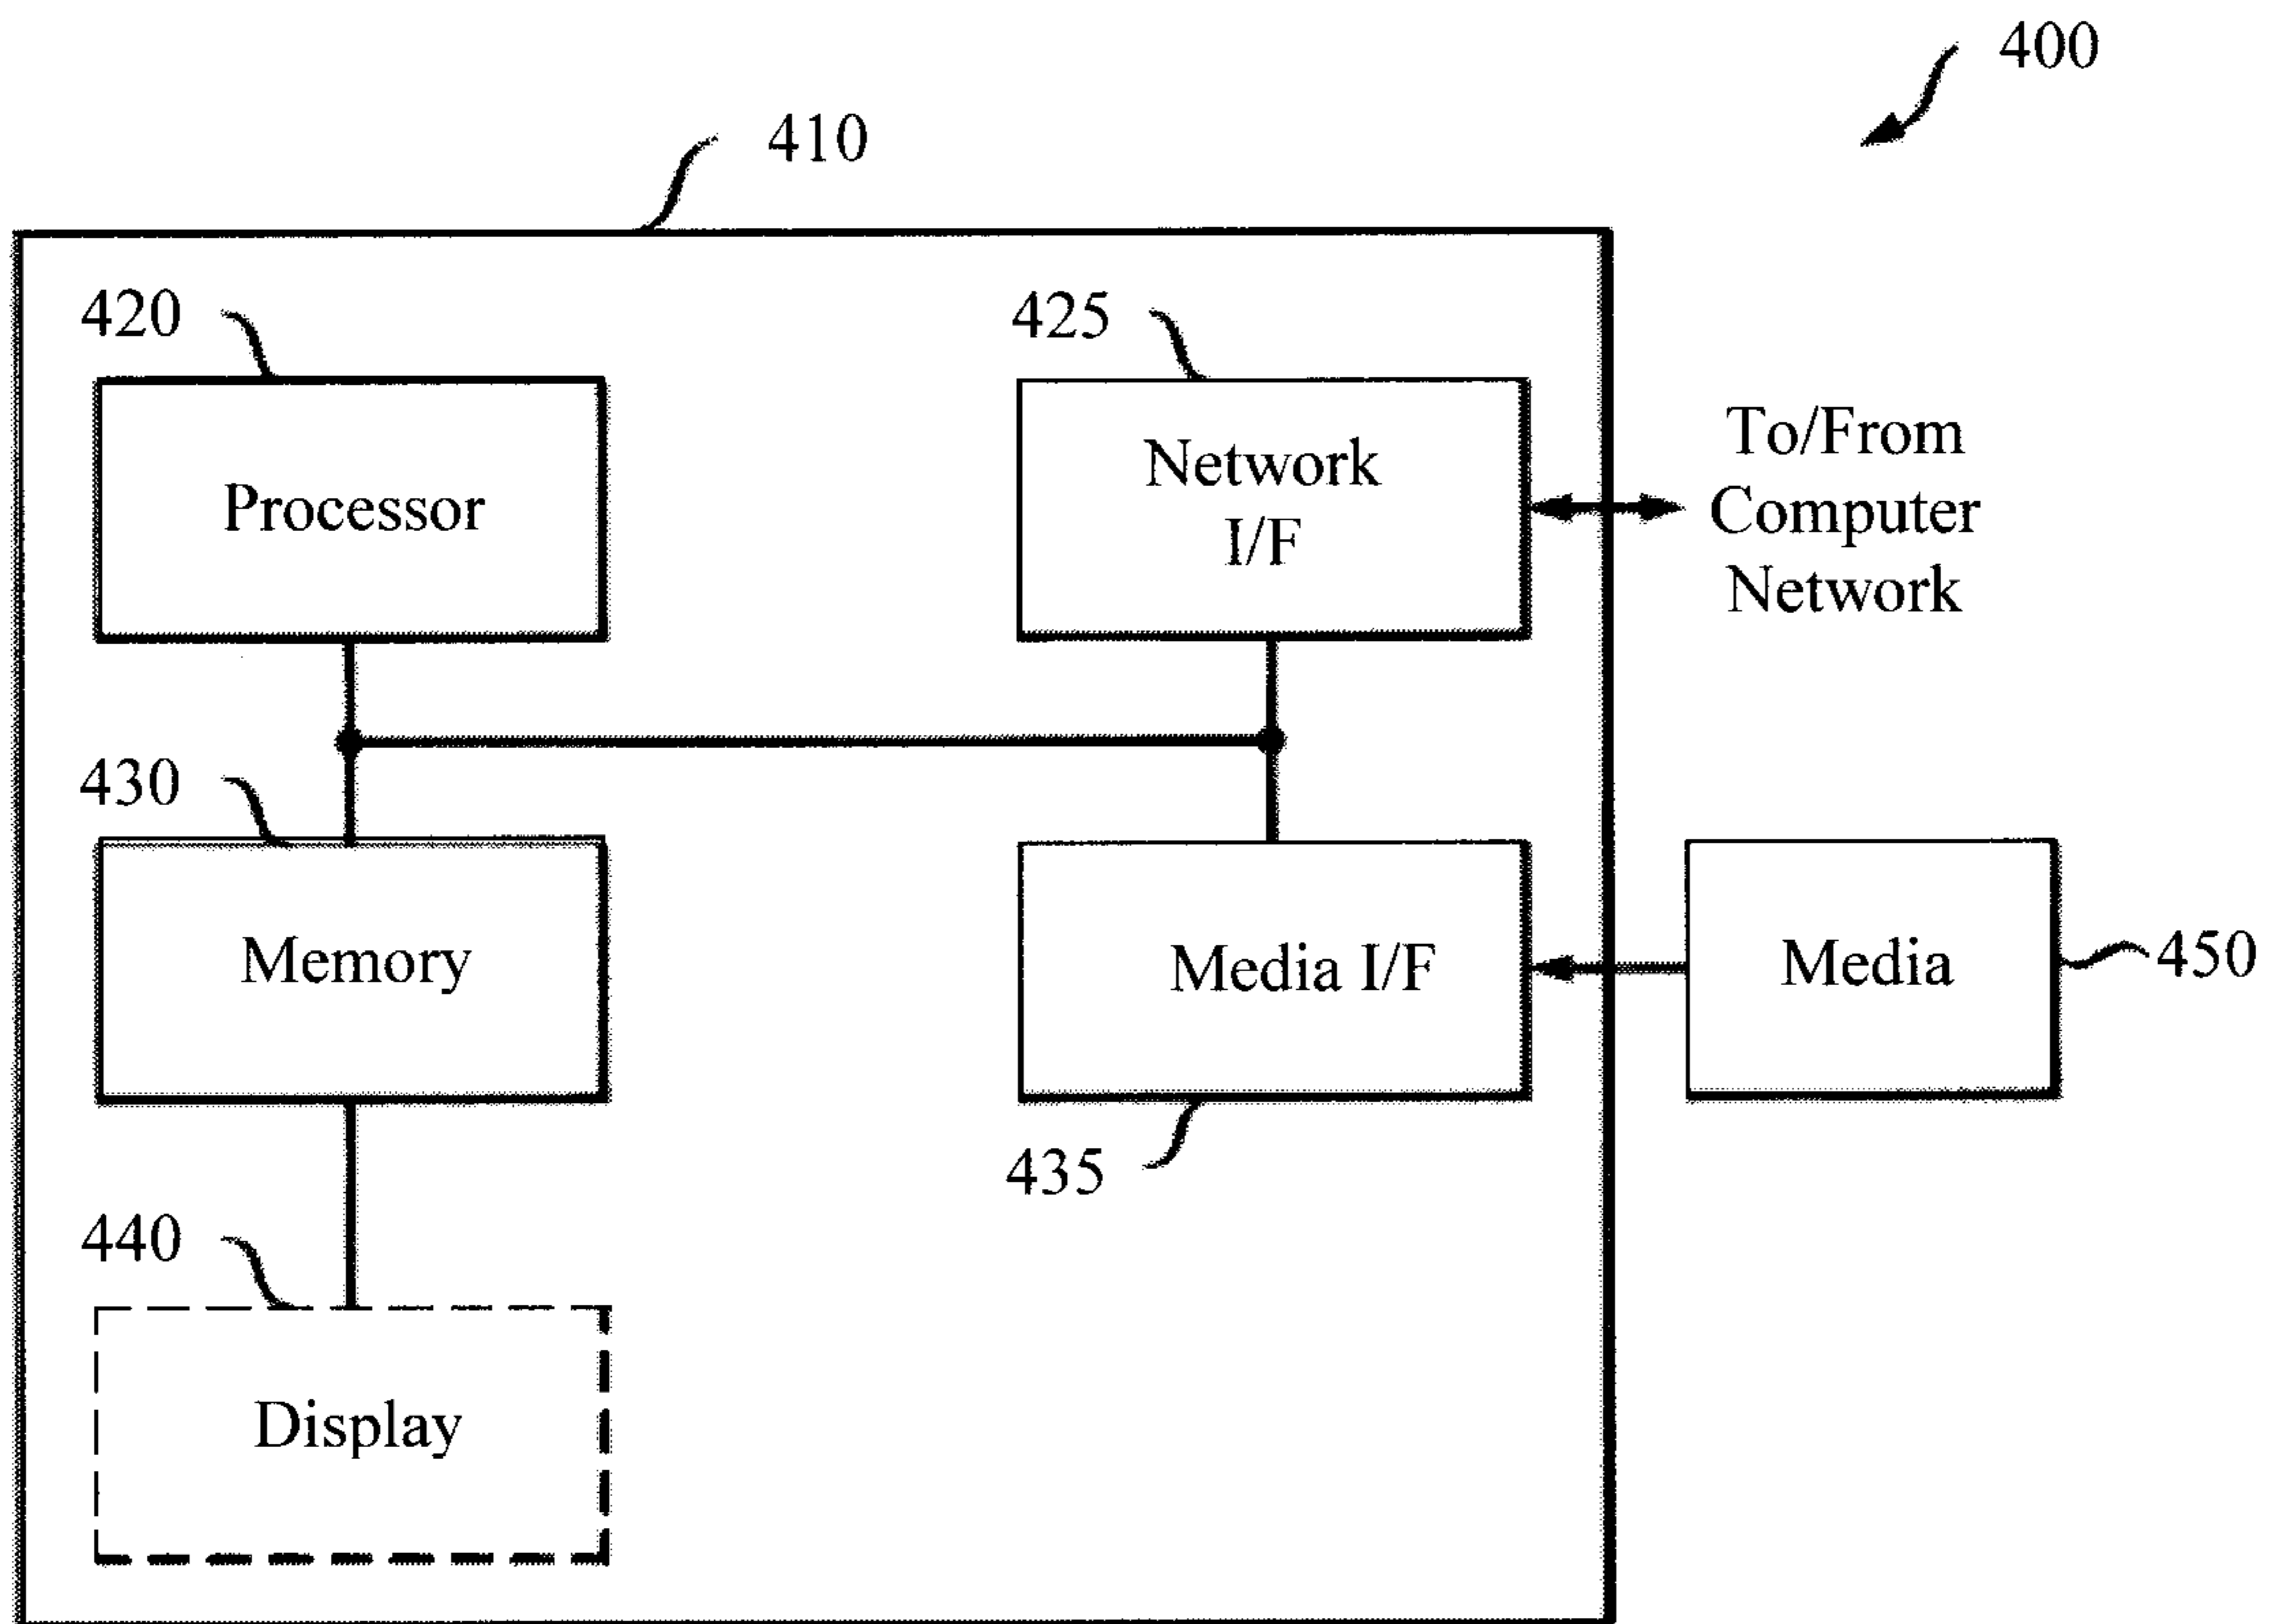 400
410
420
425
Processor
Network
I/F
To/From
Computer
Network
430
Memory
Media I/F
Media
450
435
440
Display